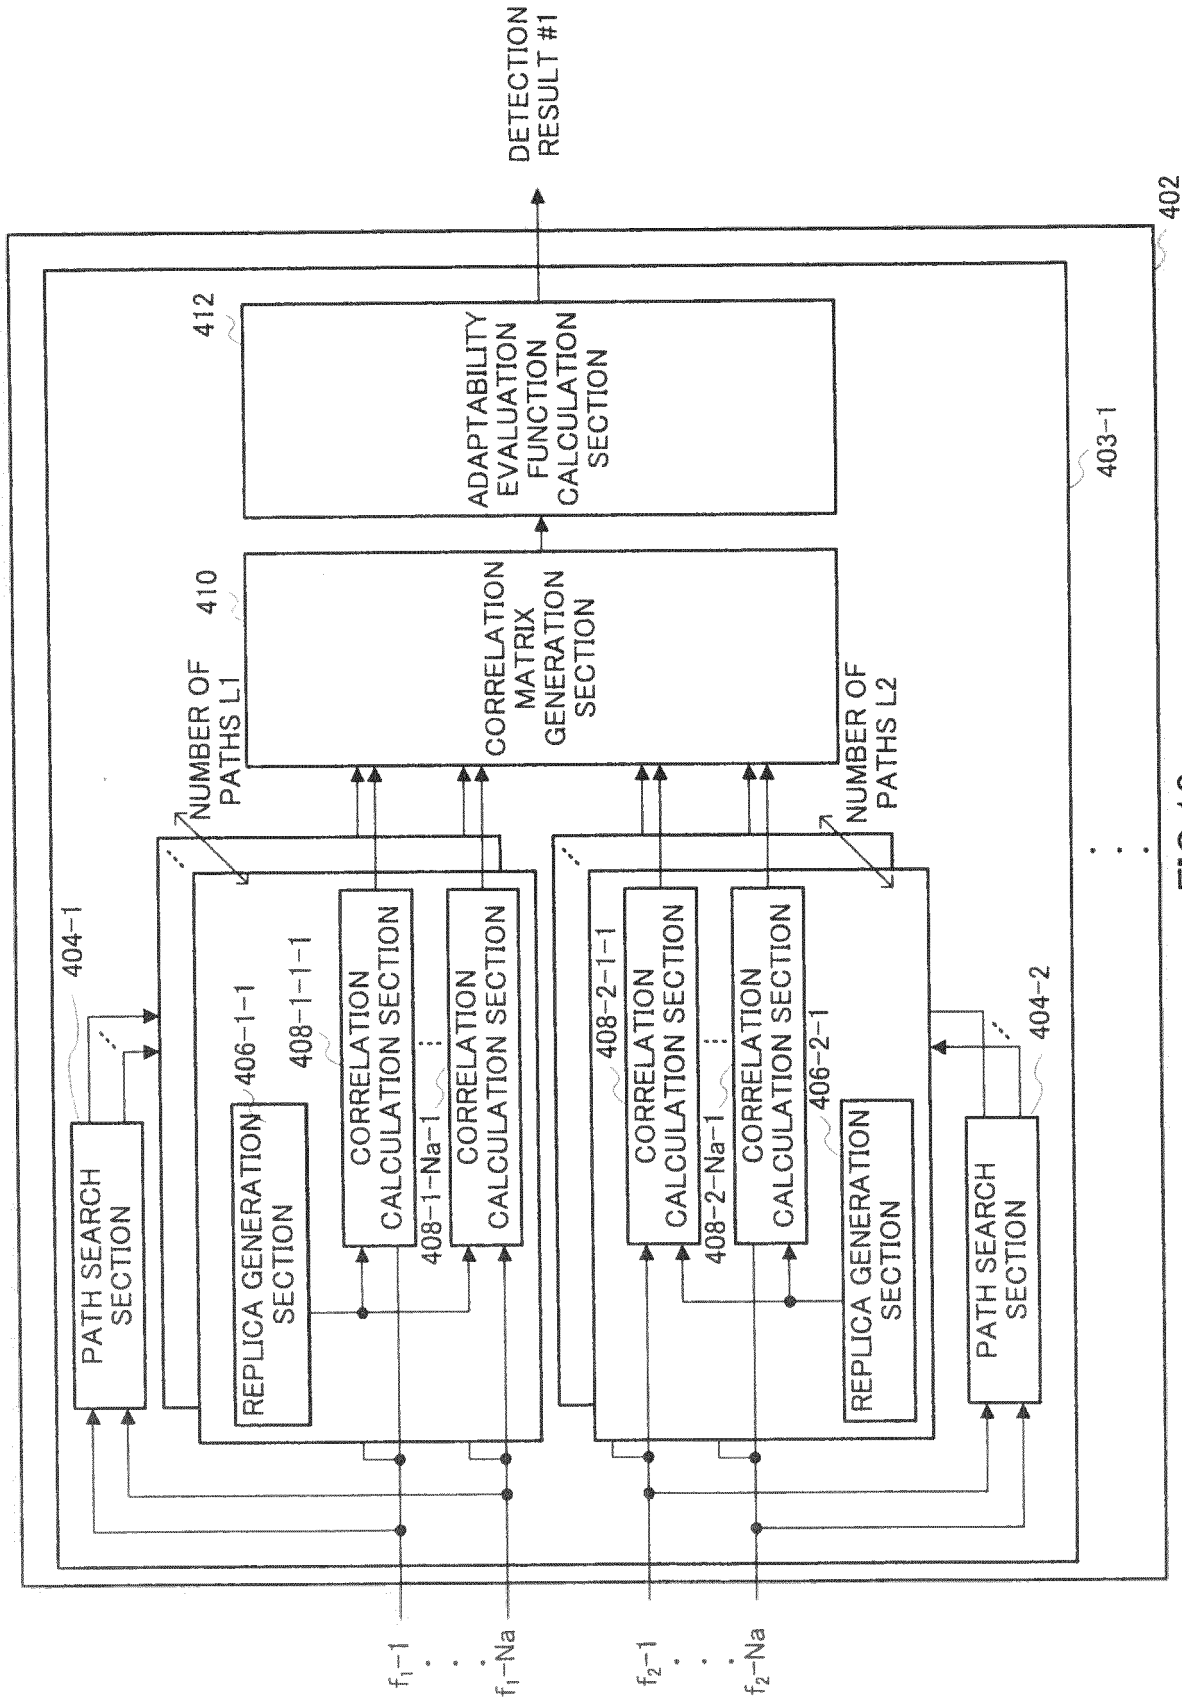 402
403-1
404-1
PATH SEARCH
SECTION
NUMBER OF
PATHS L1
410
412
406-1-1
REPLICA GENERATION
SECTION
408-1-1-1
CORRELATION
CALCULATION SECTION
408-1-Na-1
CORRELATION
CALCULATION SECTION
CORRELATION
MATRIX
GENERATION
SECTION
ADAPTABILITY
EVALUATION
FUNCTION
CALCULATION
SECTION
DETECTION
RESULT #1
f1-1
f1-Na
f2-1
f2-Na
408-2-1-1
CORRELATION
CALCULATION SECTION
408-2-Na-1
CORRELATION
CALCULATION SECTION
406-2-1
REPLICA GENERATION
SECTION
NUMBER OF
PATHS L2
PATH SEARCH
SECTION
404-2